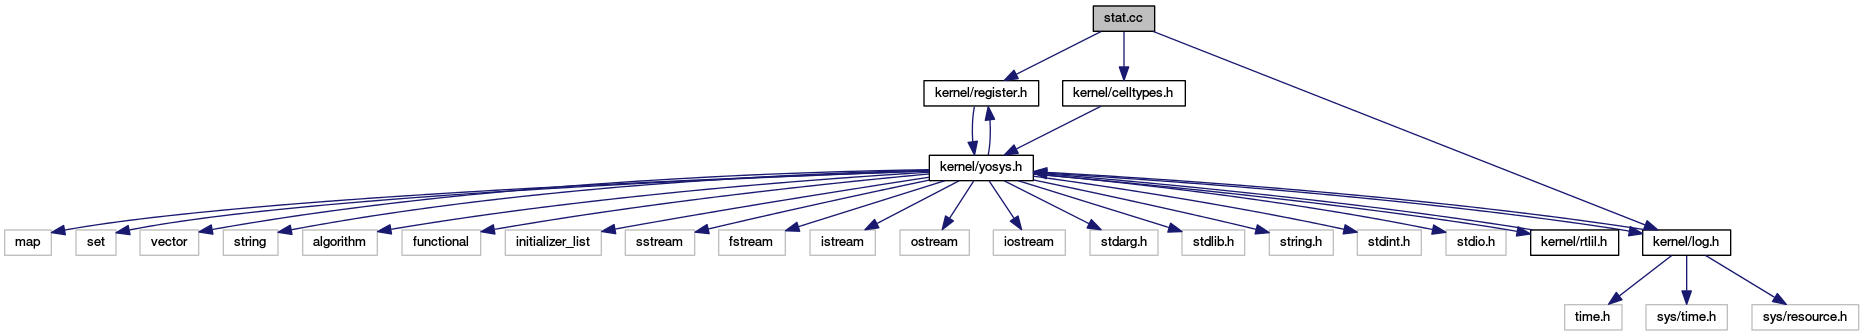 stat.cc
kernel/register.h
kernel/celltypes.h
kernel/yosys.h
map
set
vector
string
algorithm
functional
initializer_list
sstream
fstream
istream
ostream
iostream
stdarg.h
stdlib.h
string.h
stdint.h
stdio.h
kernel/rtlil.h
kernel/log.h
time.h
sys/time.h
sys/resource.h